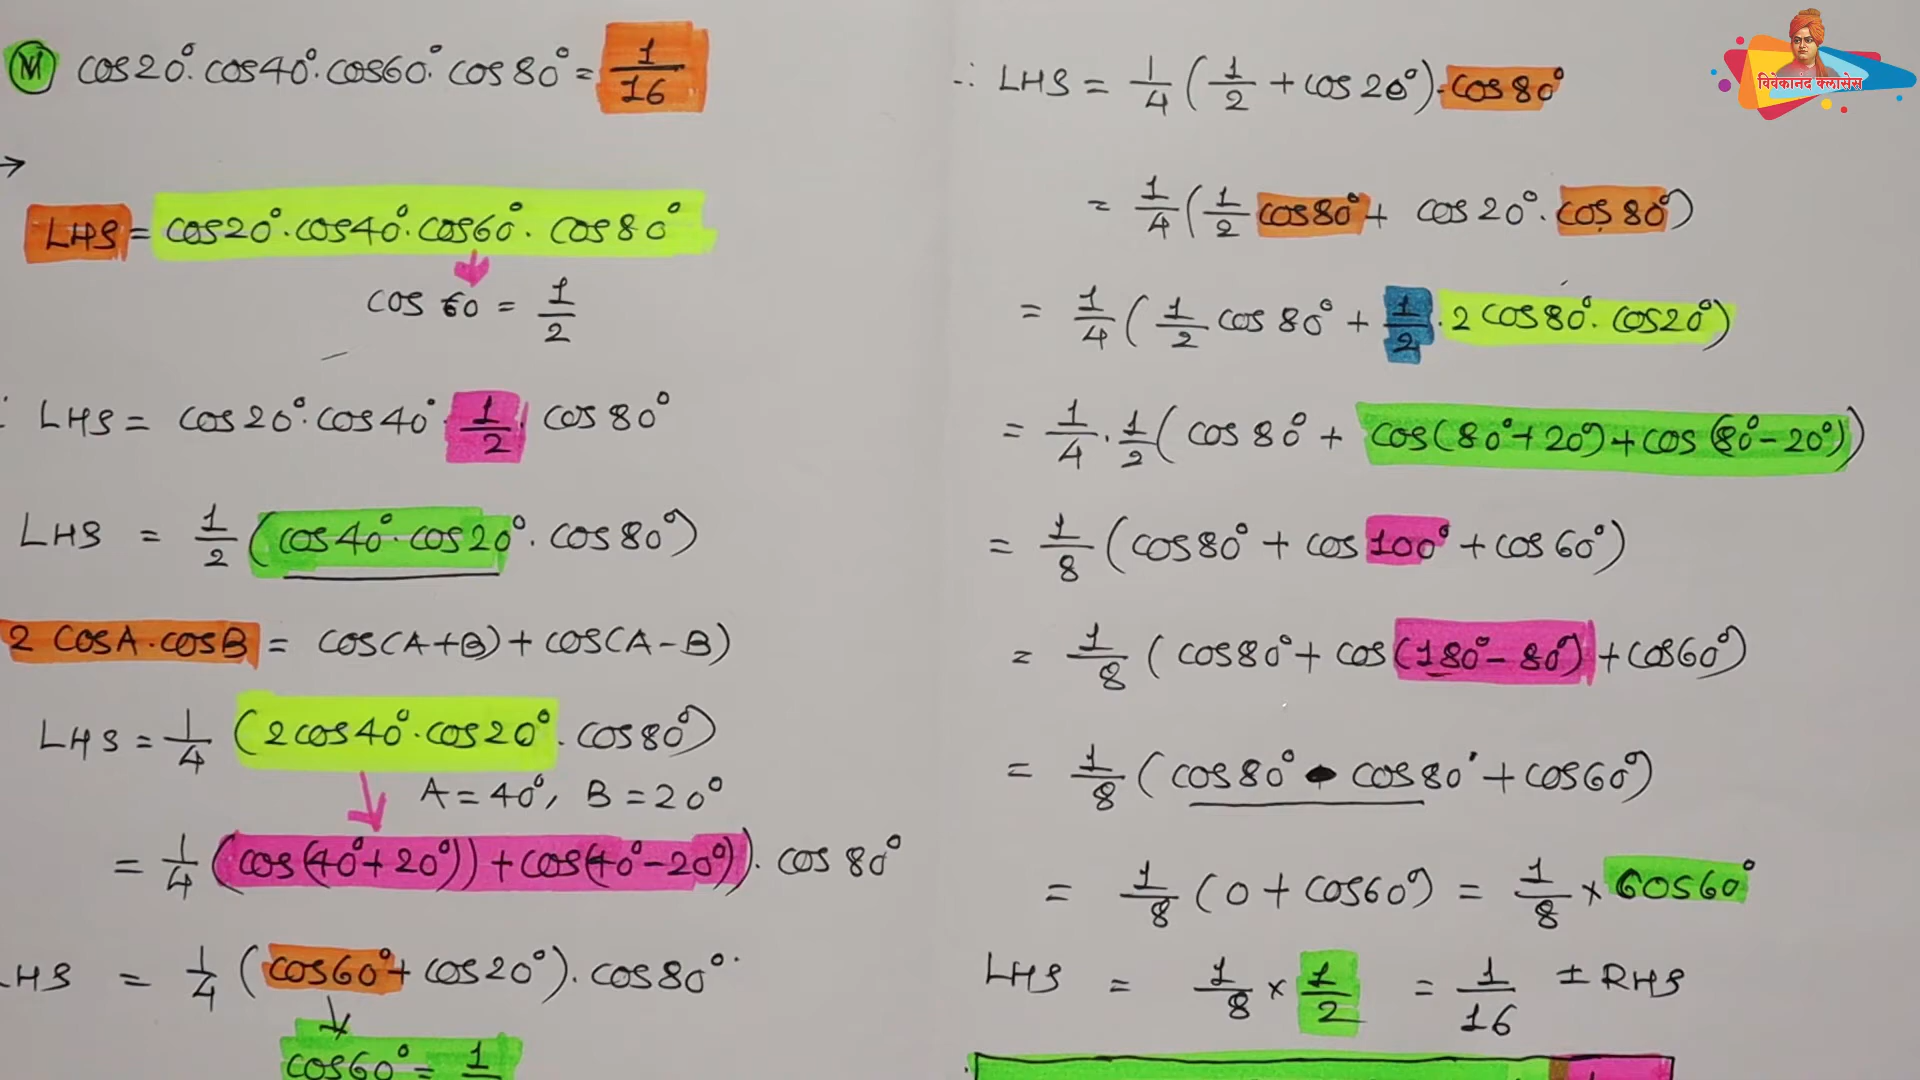 M cos20°.cos40°.cos60°.cos80° = 1/16
→
LHS = cos20°.cos40°.cos60°.cos80°
cos 60 = 1/2
∴ LHS = cos20°.cos40°.1/2.cos80°
LHS = 1/2 (cos40°.cos20°.cos80°)
2 cosA.cosB = cos(A+B)+cos(A-B)
LHS = 1/4 (2cos40°.cos20°.cos80°)
A=40°, B=20°
= 1/4 (cos(40°+20°))+cos(40°-20°)).cos80°
LHS = 1/4 (cos60°+cos20°).cos80°.
cos60° = 1
∴ LHS = 1/4 (1/2 + cos20°).cos80°
= 1/4 (1/2 cos80° + cos20°.cos80°)
= 1/4 (1/2 cos80° + 1/2.2cos80°.cos20°)
= 1/4.1/2 (cos80° + cos(80°+20°)+cos(80°-20°))
= 1/8 (cos80° + cos100° + cos60°)
= 1/8 (cos80° + cos(180°-80°)+cos60°)
= 1/8 (cos80° - cos80° + cos60°)
= 1/8 (0 + cos60°) = 1/8 × cos60°
LHS = 1/8 × 1/2 = 1/16 = RHS
विवेकानंद क्लासेस